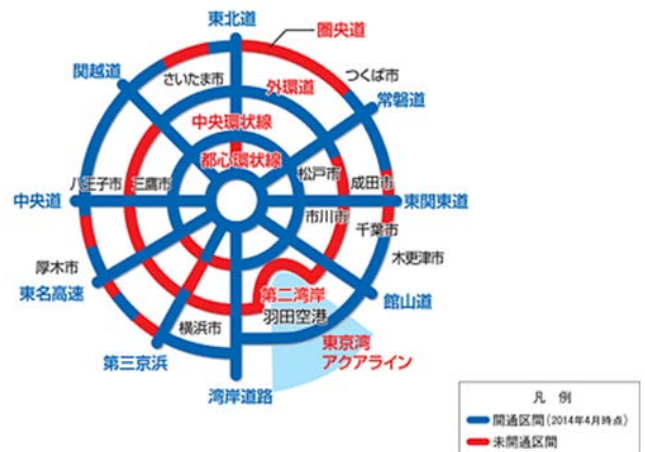 東北道
圏央道
関越道
さいたま市
外環道
つくば市
常磐道
中央環状線
都心環状線
松戸市
成田市
八王子市
三鷹市
中央道
東関東道
市川市
千葉市
木更津市
厚木市
東名高速
第二湾岸
羽田空港
館山道
横浜市
東京湾
アクアライン
第三京浜
湾岸道路
凡 例
開通区間(2014年4月時点)
未開通区間